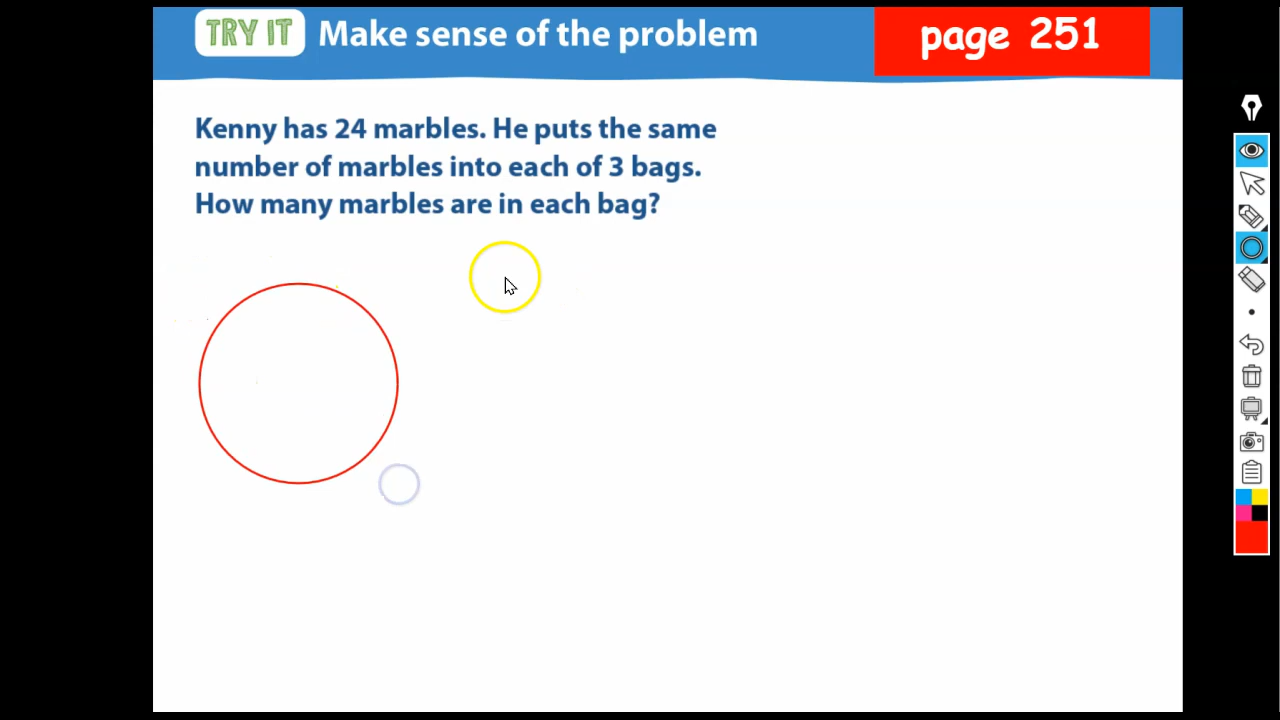 TRY IT Make sense of the problem page 251
Kenny has 24 marbles. He puts the same
number of marbles into each of 3 bags.
How many marbles are in each bag?